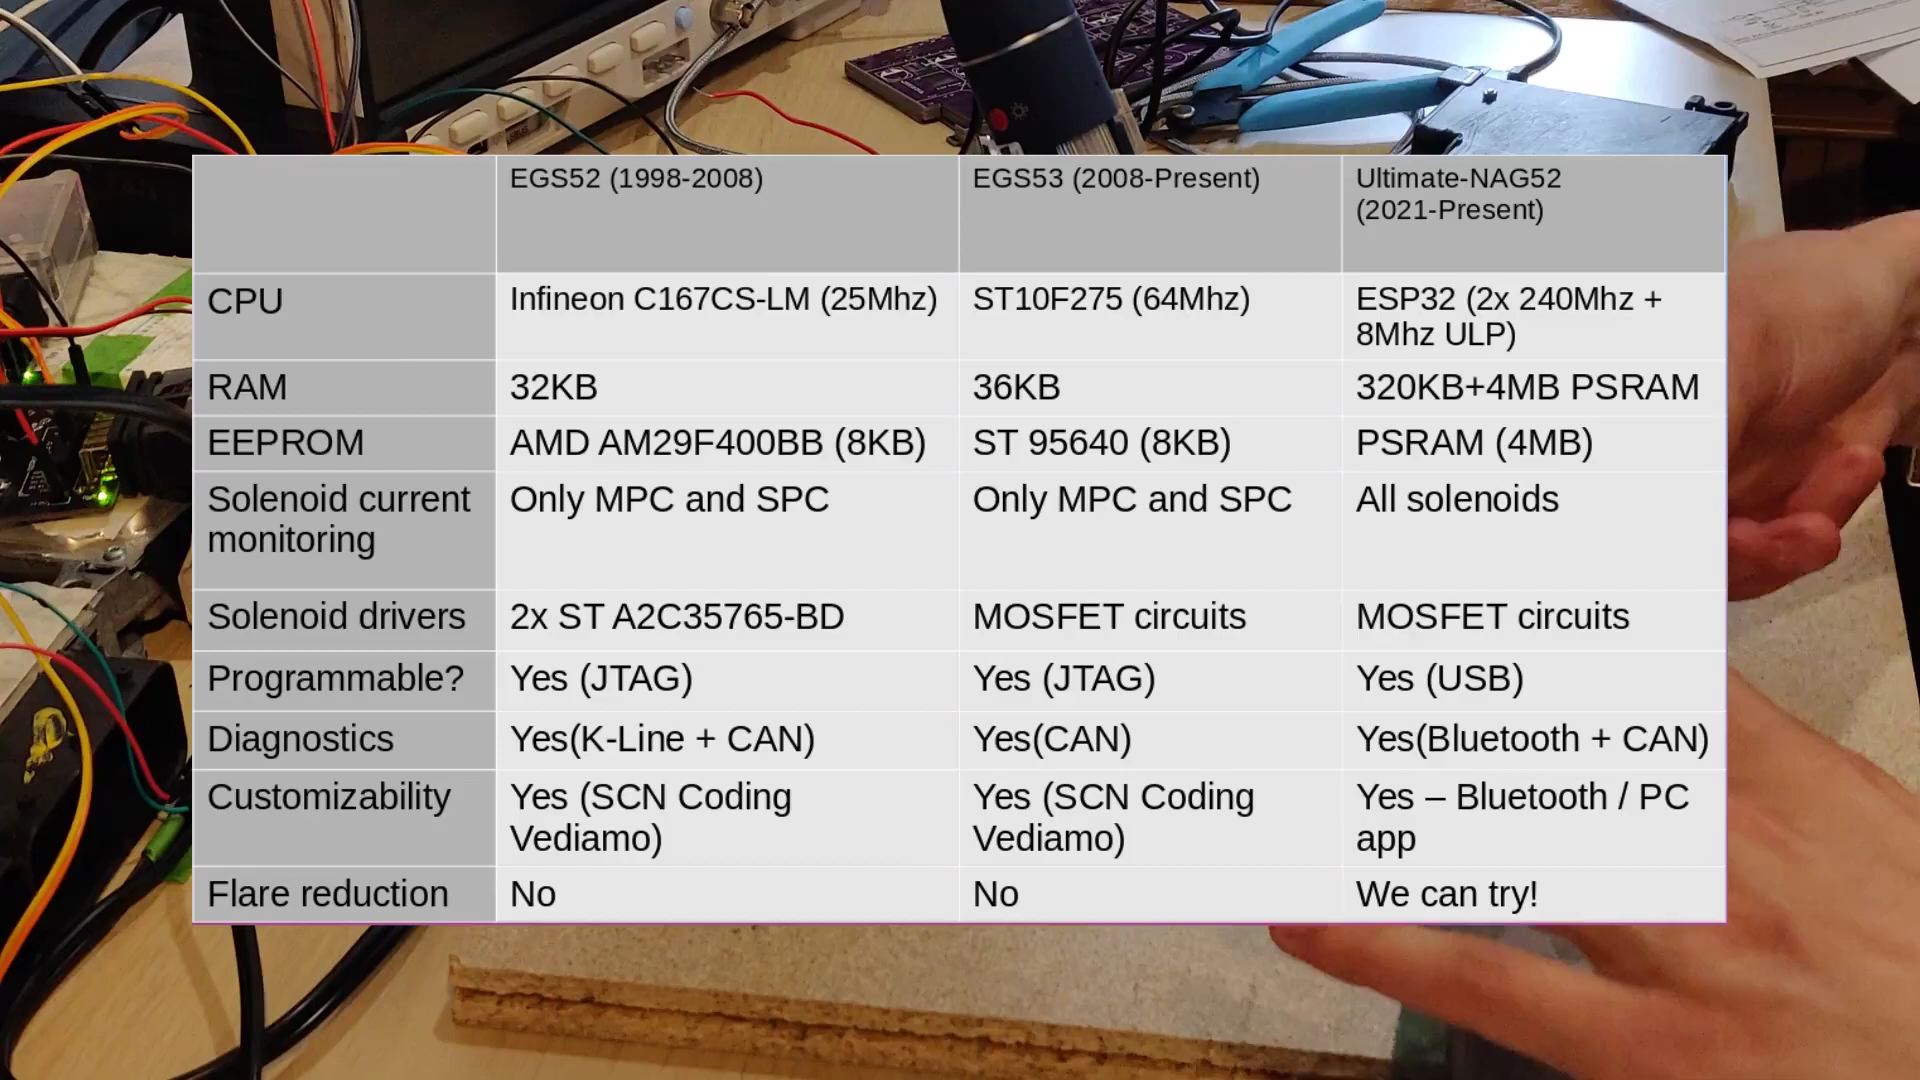 EGS52 (1998-2008)
EGS53 (2008-Present)
Ultimate-NAG52
(2021-Present)
CPU
Infineon C167CS-LM (25Mhz)
ST10F275 (64Mhz)
ESP32 (2x 240Mhz +
8Mhz ULP)
RAM
32KB
36KB
320KB+4MB PSRAM
EEPROM
AMD AM29F400BB (8KB)
ST 95640 (8KB)
PSRAM (4MB)
Solenoid current
monitoring
Only MPC and SPC
Only MPC and SPC
All solenoids
Solenoid drivers
2x ST A2C35765-BD
MOSFET circuits
MOSFET circuits
Programmable?
Yes (JTAG)
Yes (JTAG)
Yes (USB)
Diagnostics
Yes(K-Line + CAN)
Yes(CAN)
Yes(Bluetooth + CAN)
Customizability
Yes (SCN Coding
Vediamo)
Yes (SCN Coding
Vediamo)
Yes – Bluetooth / PC
app
Flare reduction
No
No
We can try!